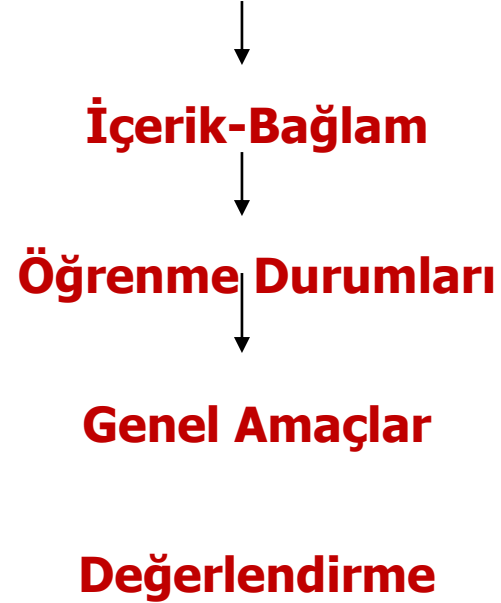 İçerik-Bağlam
Öğrenme Durumları
Genel Amaçlar
Değerlendirme